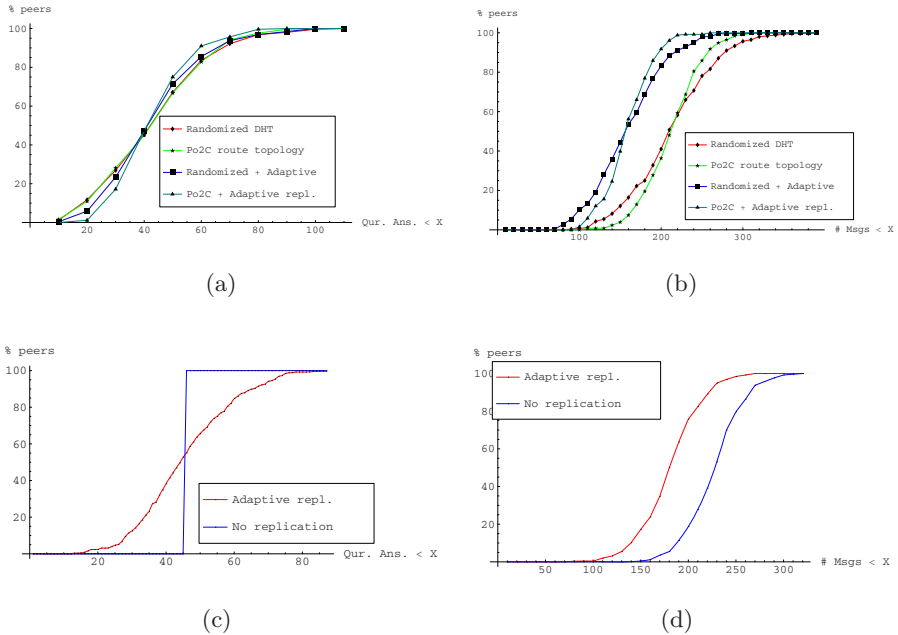 % peers
100
80
60
40
20
Randomized DHT
Po2C route topology
Randomized + Adaptive
Po2C + Adaptive repl.
20
40
60
80
100
Qur. Ans. < X
(a)
% peers
100
80
60
40
20
Randomized DHT
Po2C route topology
Randomized + Adaptive
Po2C + Adaptive repl.
100
200
300
# Msgs < X
(b)
% peers
100
80
60
40
20
Adaptive repl.
No replication
20
40
60
80
Qur. Ans. < X
(c)
% peers
100
80
60
40
20
Adaptive repl.
No replication
50
100
150
200
250
300
# Msgs < X
(d)